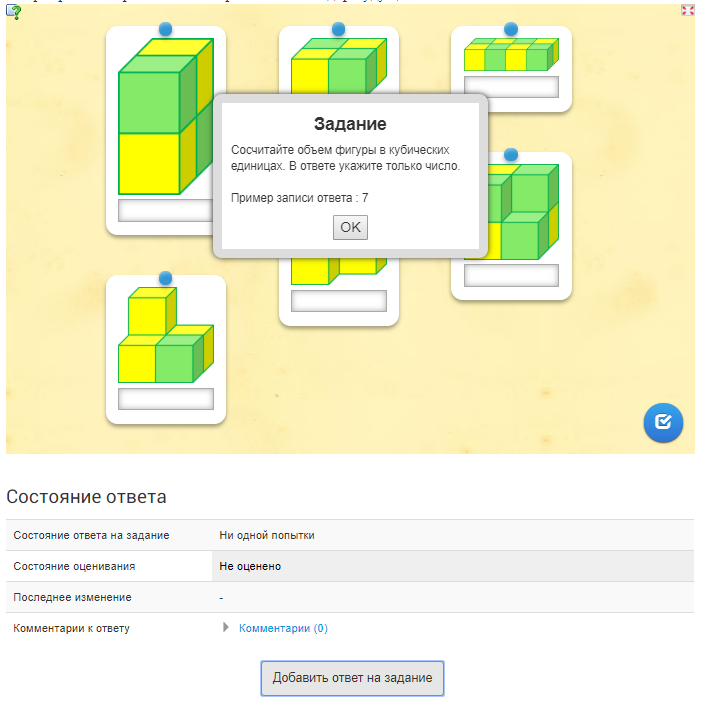 Задание
Сосчитайте объем фигуры в кубических
единицах. В ответе укажите только число.
Пример записи ответа : 7
OK
Состояние ответа
Состояние ответа на задание Ни одной попытки
Состояние оценивания Не оценено
Последнее изменение -
Комментарии к ответу Комментарии (0)
Добавить ответ на задание